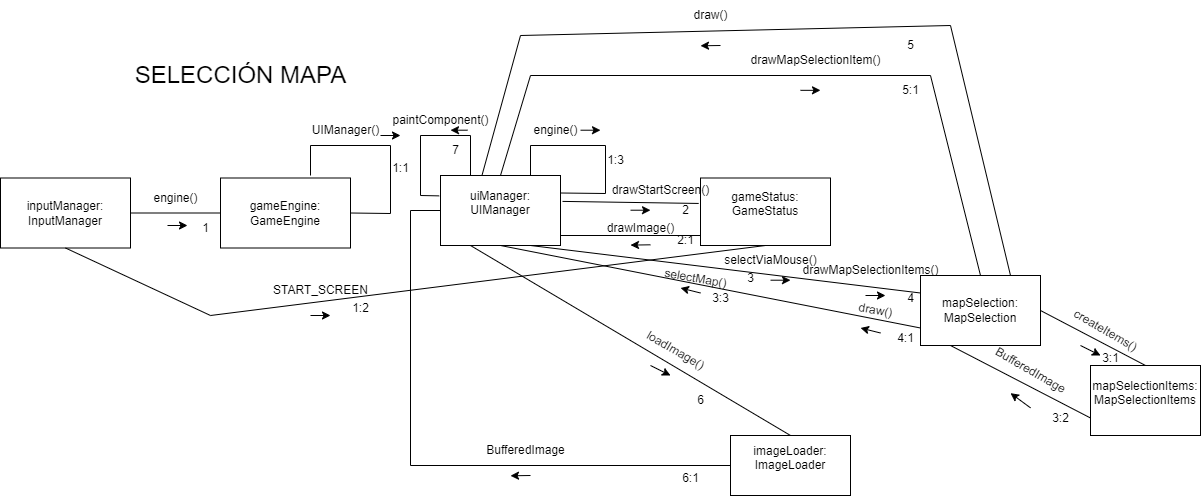 draw()
5
drawMapSelectionItem()
5:1
SELECCIÓN MAPA
UIManager()
1:1
paintComponent()
7
engine()
1:3
inputManager:
InputManager
engine()
1
gameEngine:
GameEngine
uiManager:
UIManager
drawStartScreen()
2
drawImage()
2:1
gameStatus:
GameStatus
START_SCREEN
1:2
selectViaMouse()
3
drawMapSelectionItems()
4
selectMap()
3:3
draw()
4:1
mapSelection:
MapSelection
createItems()
3:1
BufferedImage
3:2
mapSelectionItems:
MapSelectionItems
loadImage()
6
BufferedImage
6:1
imageLoader:
ImageLoader